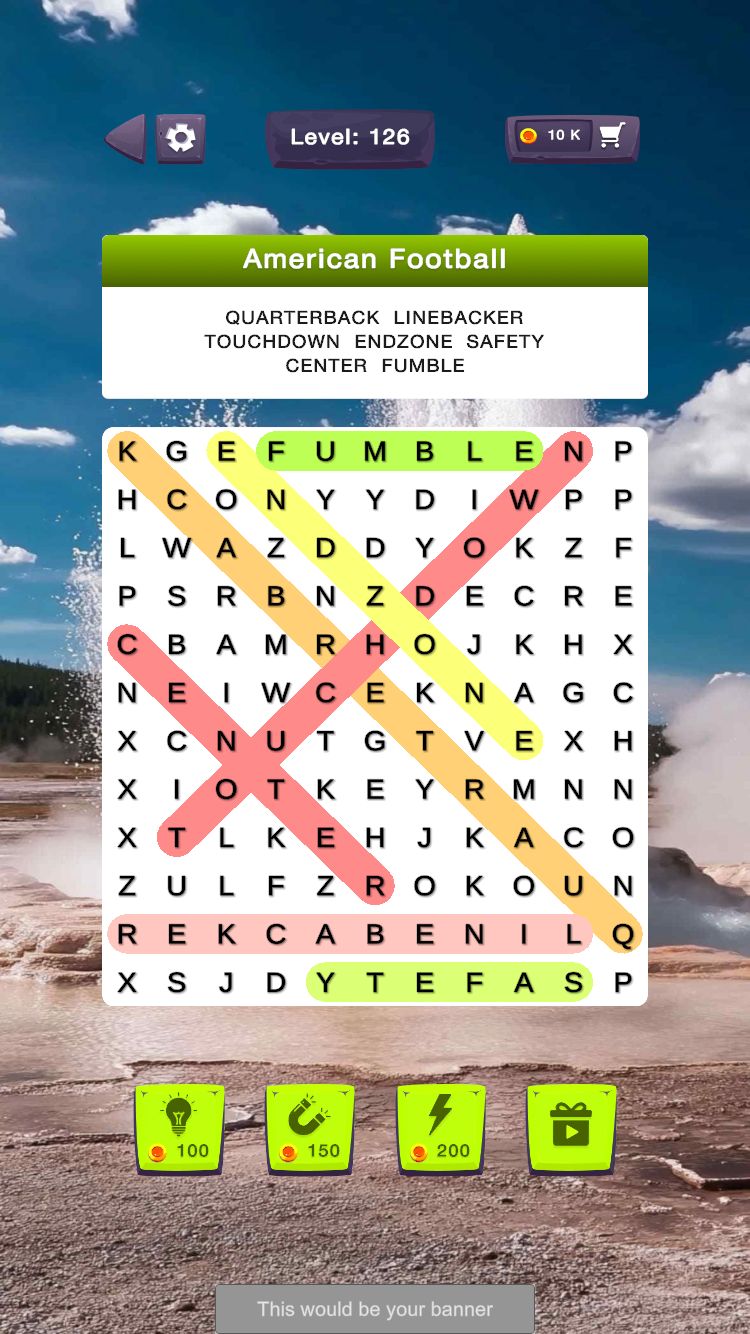 Level: 126
10 K
American Football
QUARTERBACK LINEBACKER
TOUCHDOWN ENDZONE SAFETY
CENTER FUMBLE
K G E F U M B L E N P
H C O N Y Y D I W P P
L W A Z D D Y O K Z F
P S R B N Z D E C R E
C B A M R H O J K H X
N E I W C E K N A G C
X C N U T G T V E X H
X I O T K E Y R M N N
X T L K E H J K A C O
Z U L F Z R O K O U N
R E K C A B E N I L Q
X S J D Y T E F A S P
100 150 200
This would be your banner